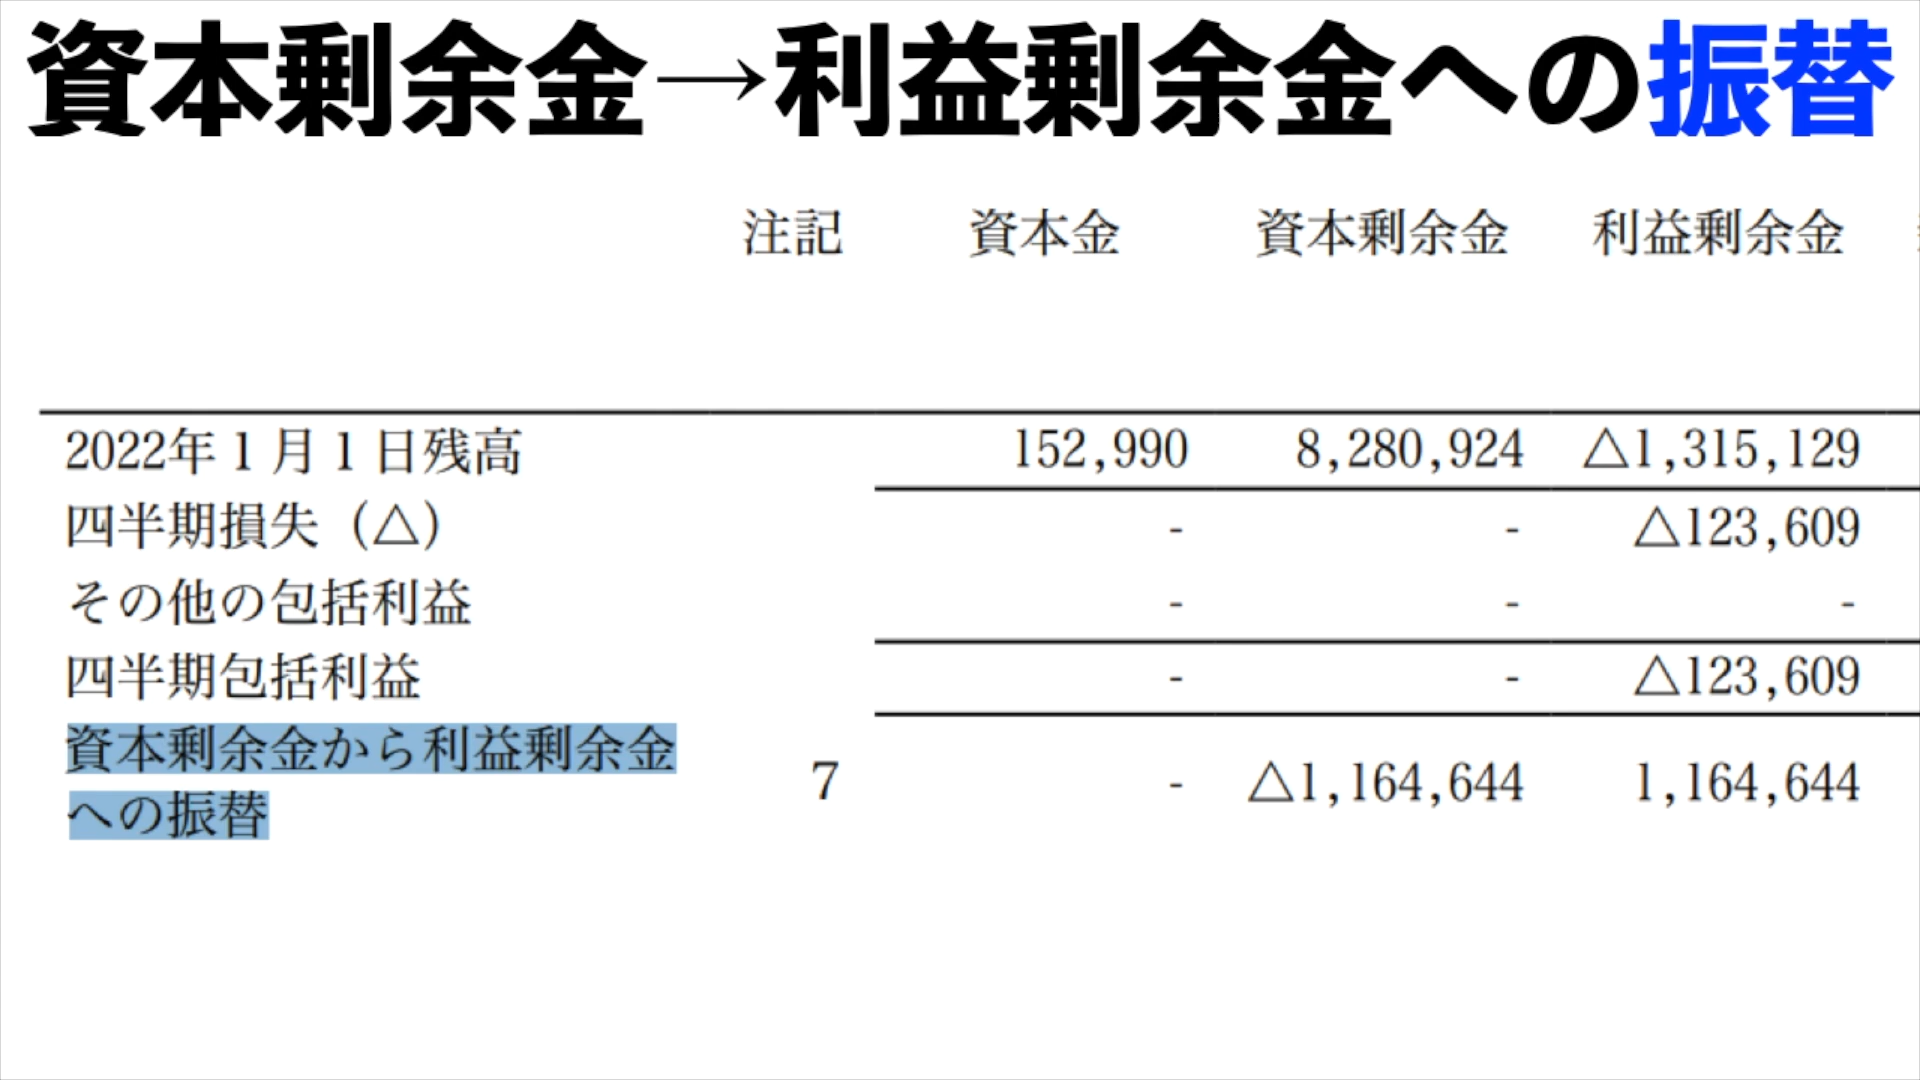 資本剰余金→利益剰余金への振替
注記 資本金 資本剰余金 利益剰余金
2022年1月1日残高 152,990 8,280,924 △1,315,129
四半期損失（△） - - △123,609
その他の包括利益 - - -
四半期包括利益 - - △123,609
資本剰余金から利益剰余金
への振替 7 - △1,164,644 1,164,644